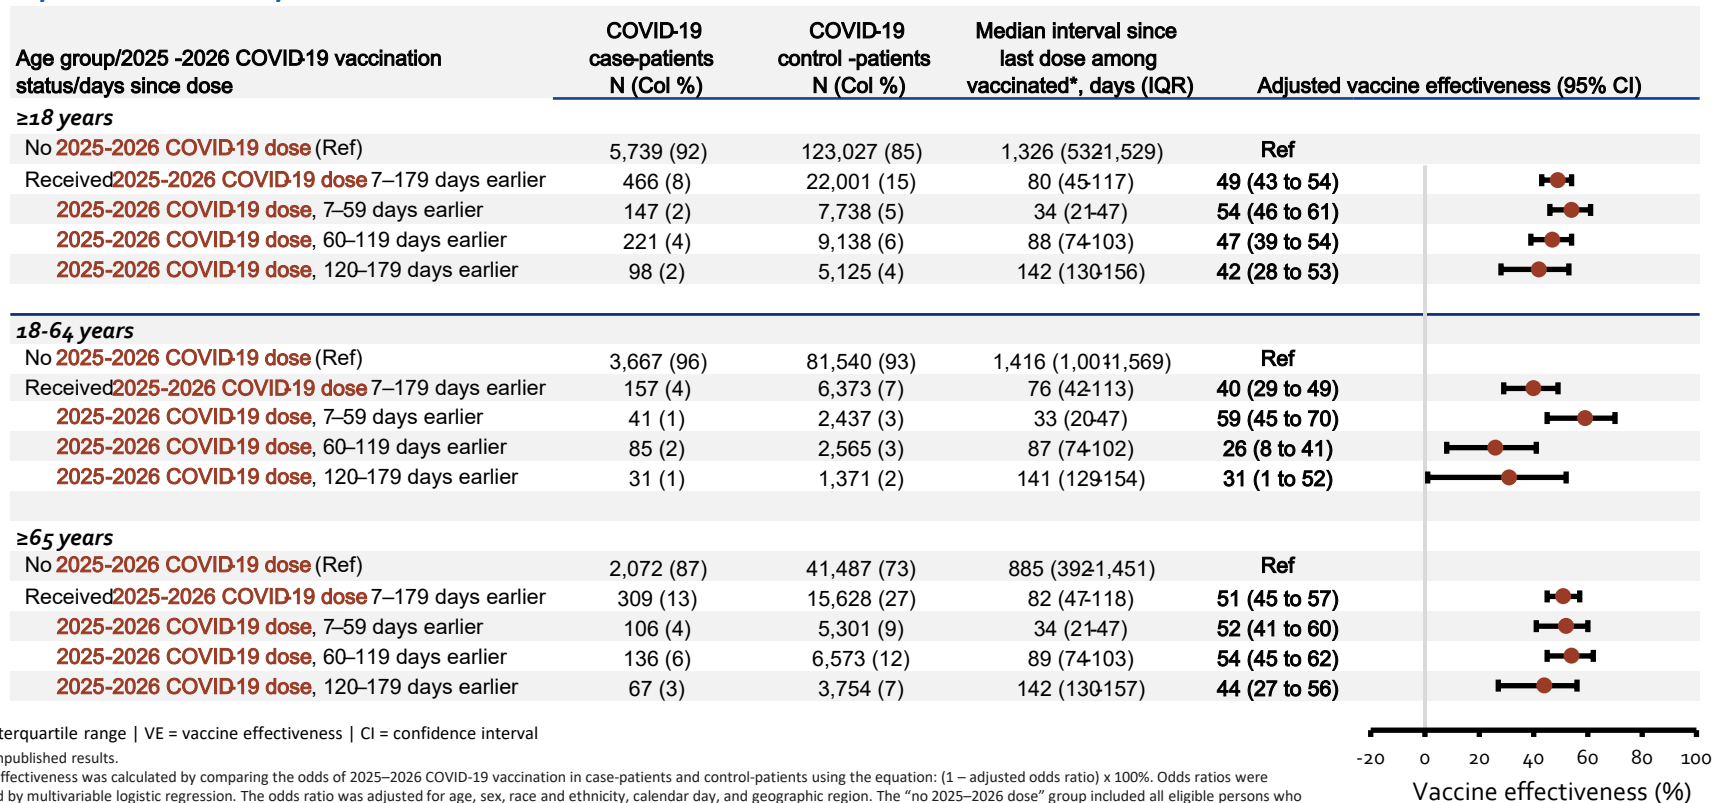 COVID-19 COVID-19 Median interval since
Age group/2025 -2026 COVID-19 vaccination case-patients control -patients last dose among
status/days since dose N (Col %) N (Col %) vaccinated*, days (IQR) Adjusted vaccine effectiveness (95% CI)
≥18 years
No 2025-2026 COVID-19 dose (Ref) 5,739 (92) 123,027 (85) 1,326 (532-1,529) Ref
Received 2025-2026 COVID-19 dose 7–179 days earlier 466 (8) 22,001 (15) 80 (45-117) 49 (43 to 54)
2025-2026 COVID-19 dose, 7–59 days earlier 147 (2) 7,738 (5) 34 (21-47) 54 (46 to 61)
2025-2026 COVID-19 dose, 60–119 days earlier 221 (4) 9,138 (6) 88 (74-103) 47 (39 to 54)
2025-2026 COVID-19 dose, 120–179 days earlier 98 (2) 5,125 (4) 142 (130-156) 42 (28 to 53)
18-64 years
No 2025-2026 COVID-19 dose (Ref) 3,667 (96) 81,540 (93) 1,416 (1,001-1,569) Ref
Received 2025-2026 COVID-19 dose 7–179 days earlier 157 (4) 6,373 (7) 76 (42-113) 40 (29 to 49)
2025-2026 COVID-19 dose, 7–59 days earlier 41 (1) 2,437 (3) 33 (20-47) 59 (45 to 70)
2025-2026 COVID-19 dose, 60–119 days earlier 85 (2) 2,565 (3) 87 (74-102) 26 (8 to 41)
2025-2026 COVID-19 dose, 120–179 days earlier 31 (1) 1,371 (2) 141 (129-154) 31 (1 to 52)
≥65 years
No 2025-2026 COVID-19 dose (Ref) 2,072 (87) 41,487 (73) 885 (392-1,451) Ref
Received 2025-2026 COVID-19 dose 7–179 days earlier 309 (13) 15,628 (27) 82 (47-118) 51 (45 to 57)
2025-2026 COVID-19 dose, 7–59 days earlier 106 (4) 5,301 (9) 34 (21-47) 52 (41 to 60)
2025-2026 COVID-19 dose, 60–119 days earlier 136 (6) 6,573 (12) 89 (74-103) 54 (45 to 62)
2025-2026 COVID-19 dose, 120–179 days earlier 67 (3) 3,754 (7) 142 (130-157) 44 (27 to 56)
-20 0 20 40 60 80 100
Vaccine effectiveness (%)
terquartile range | VE = vaccine effectiveness | CI = confidence interval
npublished results.
ffectiveness was calculated by comparing the odds of 2025–2026 COVID-19 vaccination in case-patients and control-patients using the equation: (1 – adjusted odds ratio) x 100%. Odds ratios were
d by multivariable logistic regression. The odds ratio was adjusted for age, sex, race and ethnicity, calendar day, and geographic region. The “no 2025–2026 dose” group included all eligible persons who